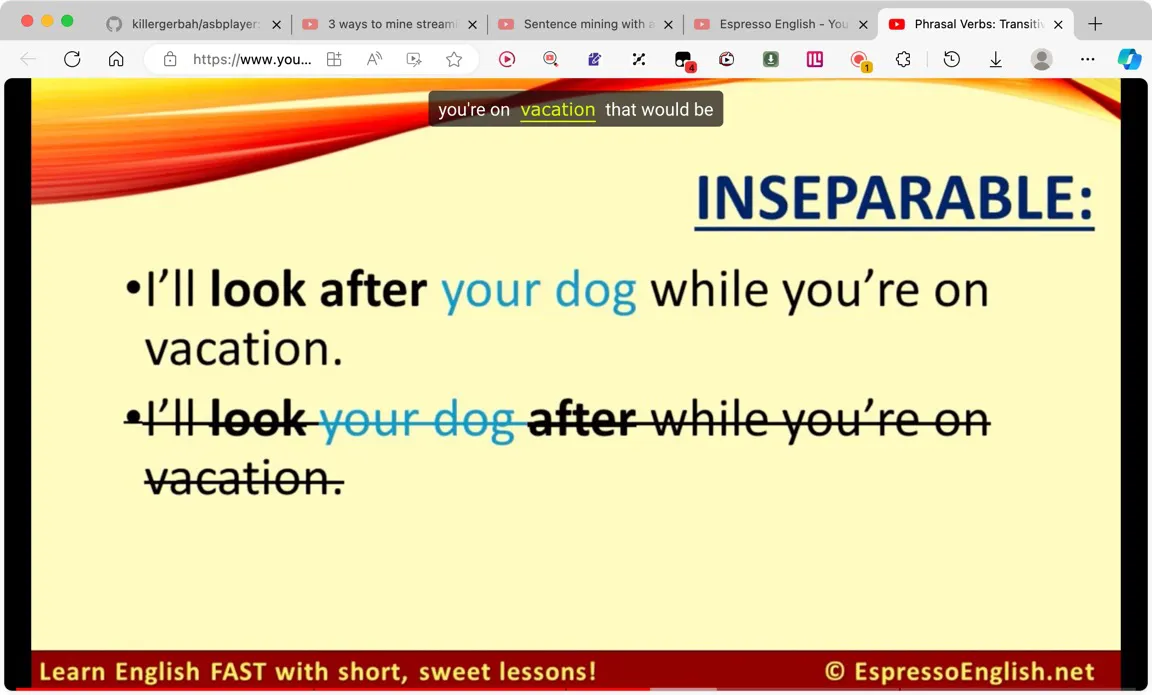 killergerbah/asbplayer:
3 ways to mine streami
Sentence mining with a
Espresso English - You
Phrasal Verbs: Transitiv
https://www.you...
4
1
you're on vacation that would be
INSEPARABLE:
•I’ll look after your dog while you’re on
vacation.
•I’ll look your dog after while you’re on
vacation.
Learn English FAST with short, sweet lessons!
© EspressoEnglish.net